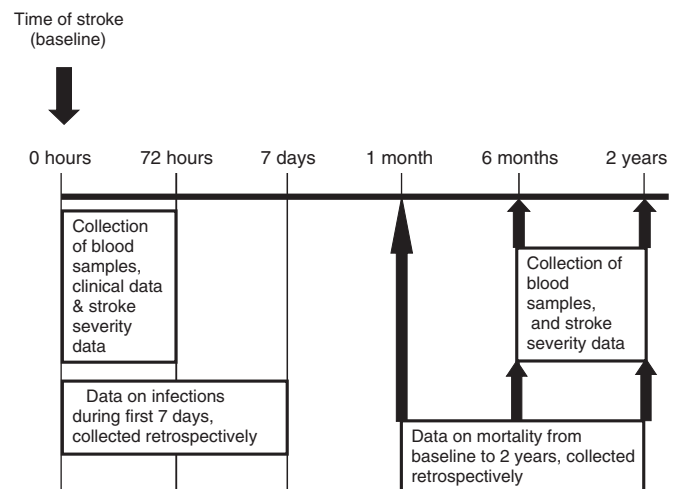 Time of stroke
(baseline)
0 hours 72 hours 7 days 1 month 6 months 2 years
Collection
of blood
samples,
clinical data
& stroke
severity
data
Collection of
blood
samples,
and stroke
severity data
Data on infections
during first 7 days,
collected retrospectively
Data on mortality from
baseline to 2 years, collected
retrospectively